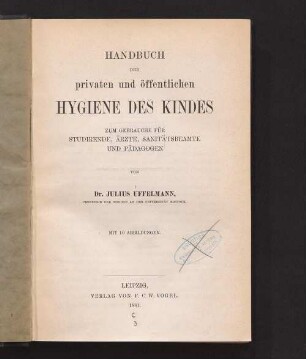 HANDBUCH
DER
privaten und öffentlichen
HYGIENE DES KINDES
ZUM GEBRAUCHE FÜR
STUDIRENDE, ÄRZTE, SANITÄTSBEAMTE
UND PÄDAGOGEN
VON
Dr. JULIUS UFFELMANN,
MIT ABBILDUNGEN.
LEIPZIG,
VERLAG VON F. C. W. VOGEL.
1881.